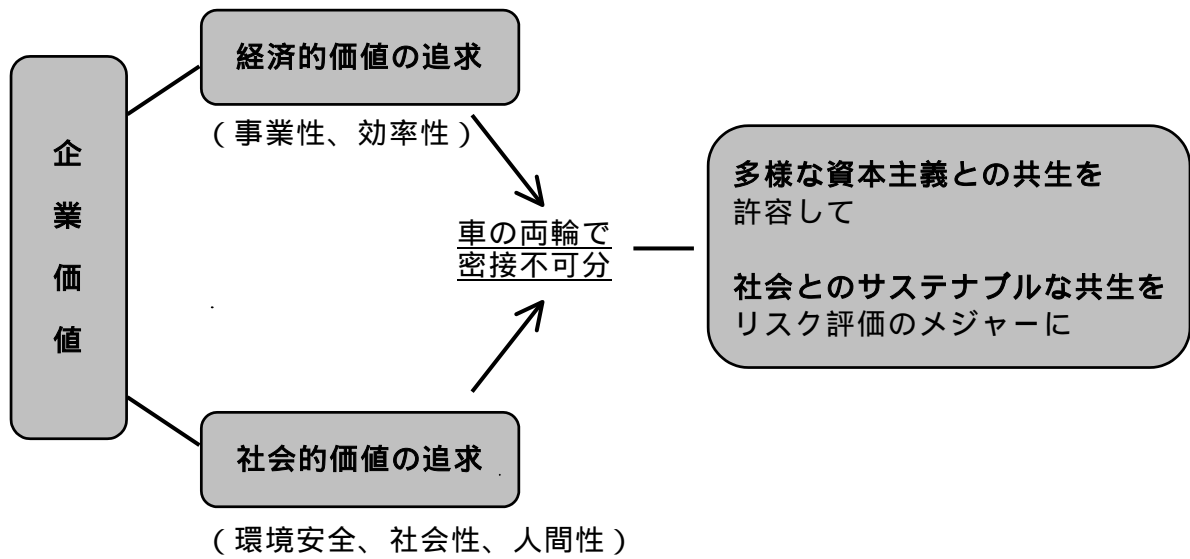 企業価値
経済的価値の追求
（事業性、効率性）
車の両輪で
密接不可分
多様な資本主義との共生を
許容して
社会とのサステナブルな共生を
リスク評価のメジャーに
社会的価値の追求
（環境安全、社会性、人間性）